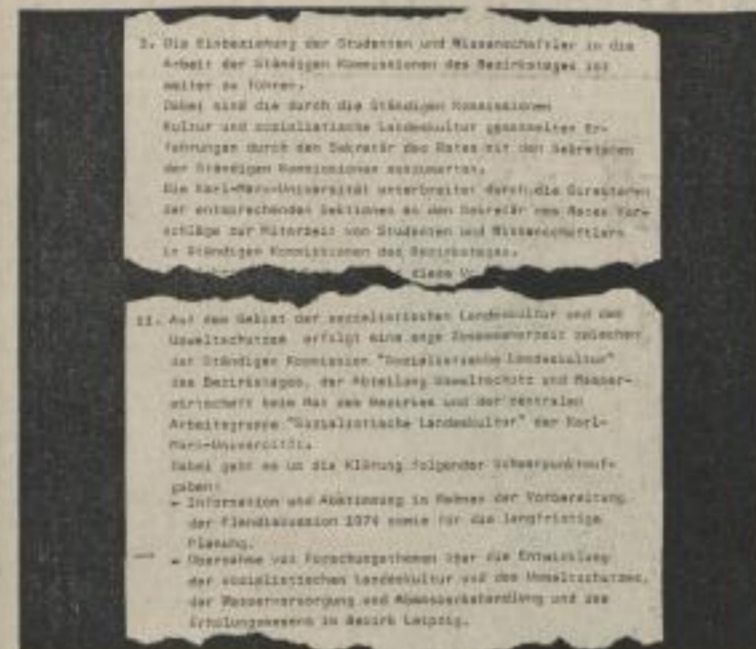 3. Die Einbeziehung der Studenten und Wissenschaftler in die
Arbeit der Ständigen Kommissionen des Bezirkstages ist
weiter zu führen.
Dabei sind die durch die Ständigen Kommissionen
Kultur und sozialistische Landeskultur gesammelten Er-
fahrungen durch den Sekretär des Rates mit den Sekretären
der Ständigen Kommissionen auszuwerten.
Die Karl-Marx-Universität unterbreitet durch die Direktoren
der entsprechenden Sektionen an den Sekretär des Rates Vor-
schläge zur Mitarbeit von Studenten und Wissenschaftlern
in Ständigen Kommissionen des Bezirkstages.
diese
11. Auf dem Gebiet der sozialistischen Landeskultur und des
Umweltschutzes erfolgt eine enge Zusammenarbeit zwischen
der Ständigen Kommission "Sozialistische Landeskultur"
des Bezirkstages, der Abteilung Umweltschutz und Wasser-
wirtschaft beim Rat des Bezirkes und der zentralen
Arbeitsgruppe "Sozialistische Landeskultur" der Karl-
Marx-Universität.
Dabei geht es um die Klärung folgender Schwerpunktauf-
gaben:
- Information und Abstimmung im Rahmen der Vorbereitung
der Plandiskussion 1974 sowie für die langfristige
Planung.
- Übernahme von Forschungsthemen über die Entwicklung
der sozialistischen Landeskultur und des Umweltschutzes,
der Wasserversorgung und Abwasserbehandlung und des
Erholungswesens im Bezirk Leipzig.